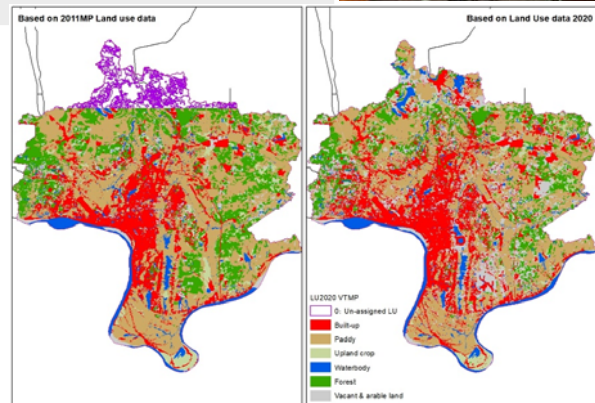 Based on 2011MP Land use data
Based on Land Use data 2020
LU2020 VTMP
0: Un-assigned LU
Built-up
Paddy
Upland crop
Waterbody
Forest
Vacant & arable land